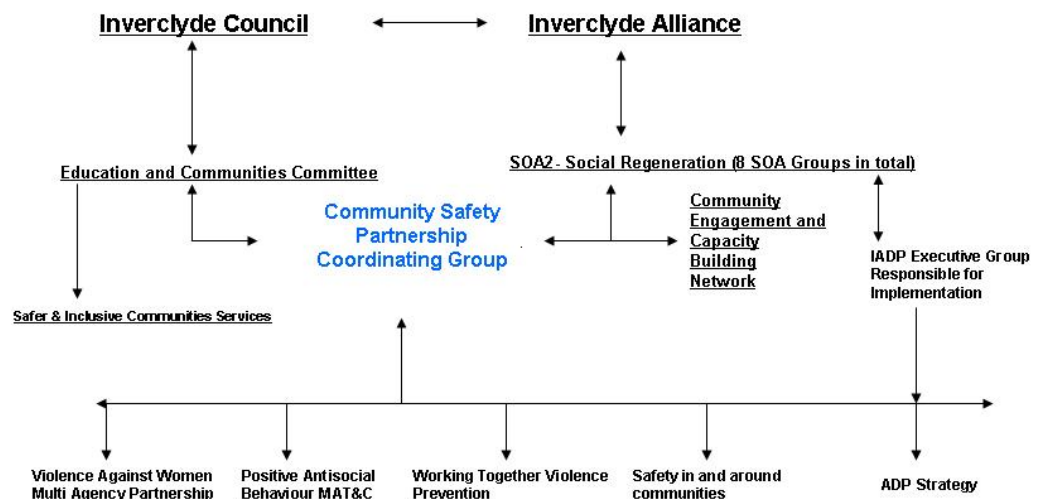 Inverclyde Council
Inverclyde Alliance
Education and Communities Committee
SOA2 - Social Regeneration (8 SOA Groups in total)
Community Safety
Partnership
Coordinating Group
Community
Engagement and
Capacity
Building
Network
IADP Executive Group
Responsible for
Implementation
Safer & Inclusive Communities Services
Violence Against Women
Multi Agency Partnership
Positive Antisocial
Behaviour MAT&C
Working Together Violence
Prevention
Safety in and around
communities
ADP Strategy